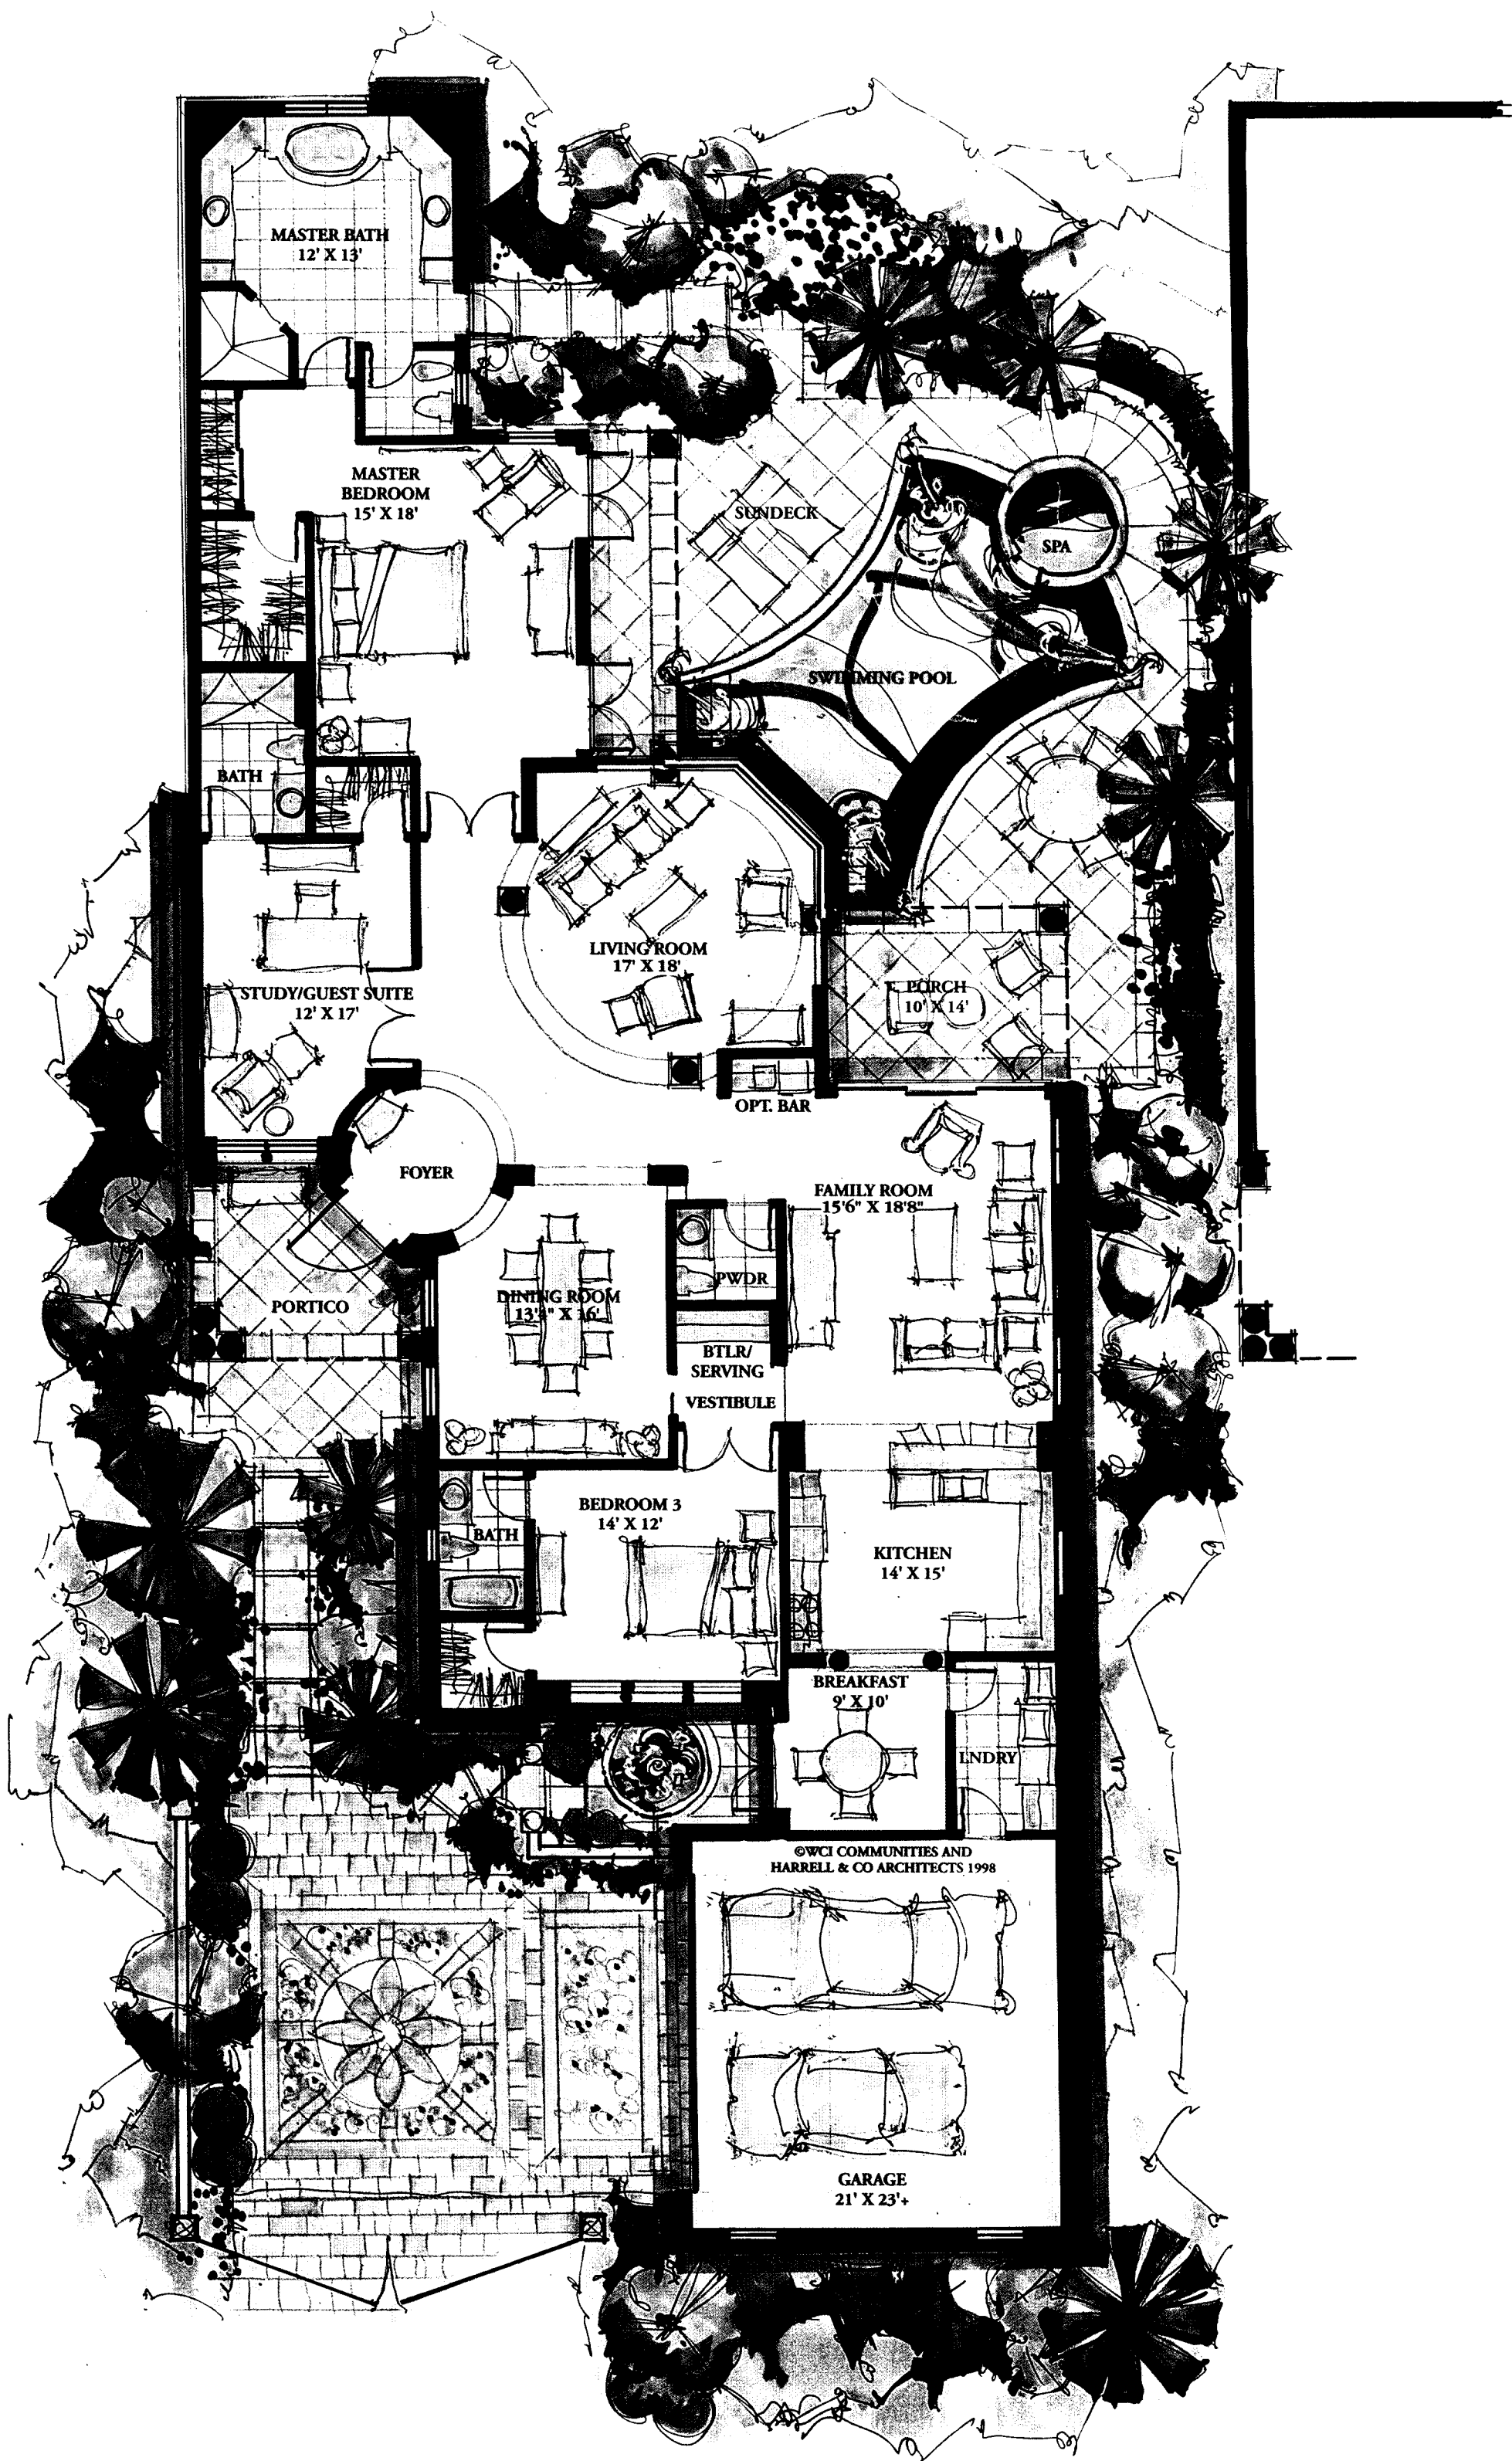 MASTER BATH
12' X 13'
MASTER
BEDROOM
15' X 18'
SUNDECK
SPA
SWIMMING POOL
BATH
LIVING ROOM
17' X 18'
STUDY/GUEST SUITE
12' X 17'
PORCH
10' X 14'
OPT. BAR
FOYER
FAMILY ROOM
15'6" X 18'8"
PWDR
PORTICO
DINING ROOM
13'4" X 16'
BTLR/
SERVING
VESTIBULE
BEDROOM 3
14' X 12'
BATH
KITCHEN
14' X 15'
BREAKFAST
9' X 10'
LNDRY
©WCI COMMUNITIES AND
HARRELL & CO ARCHITECTS 1998
GARAGE
21' X 23'+